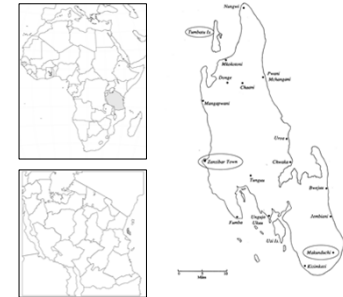 Nungwi
Tumbatu Is.
Mkokotoni
Donge
Chaani
Pwani
Mchangani
Mangapwani
Uroa
Zanzibar Town
Chwaka
Tunguu
Bwejuu
Fumba
Unguja
Ukuu
Jambiani
Uzi Is.
Makunduchi
Kizimkazi
Miles